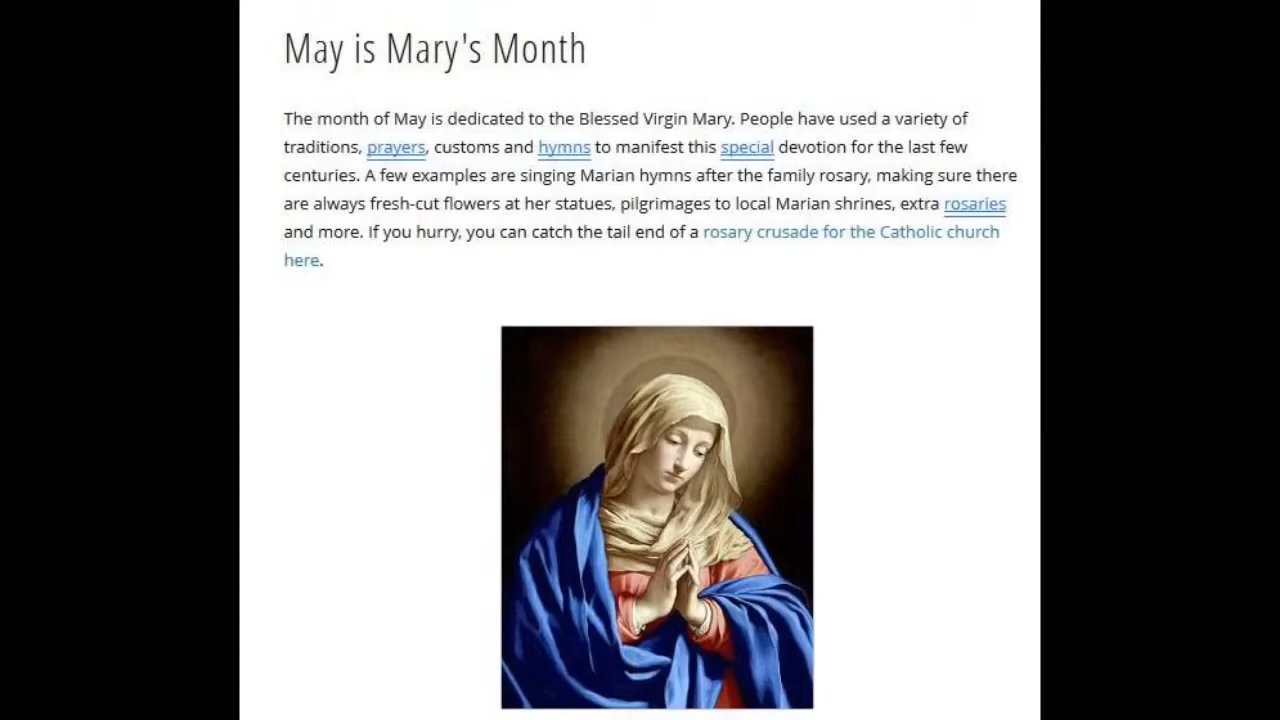 May is Mary's Month
The month of May is dedicated to the Blessed Virgin Mary. People have used a variety of
traditions, prayers, customs and hymns to manifest this special devotion for the last few
centuries. A few examples are singing Marian hymns after the family rosary, making sure there
are always fresh-cut flowers at her statues, pilgrimages to local Marian shrines, extra rosaries
and more. If you hurry, you can catch the tail end of a rosary crusade for the Catholic church
here.